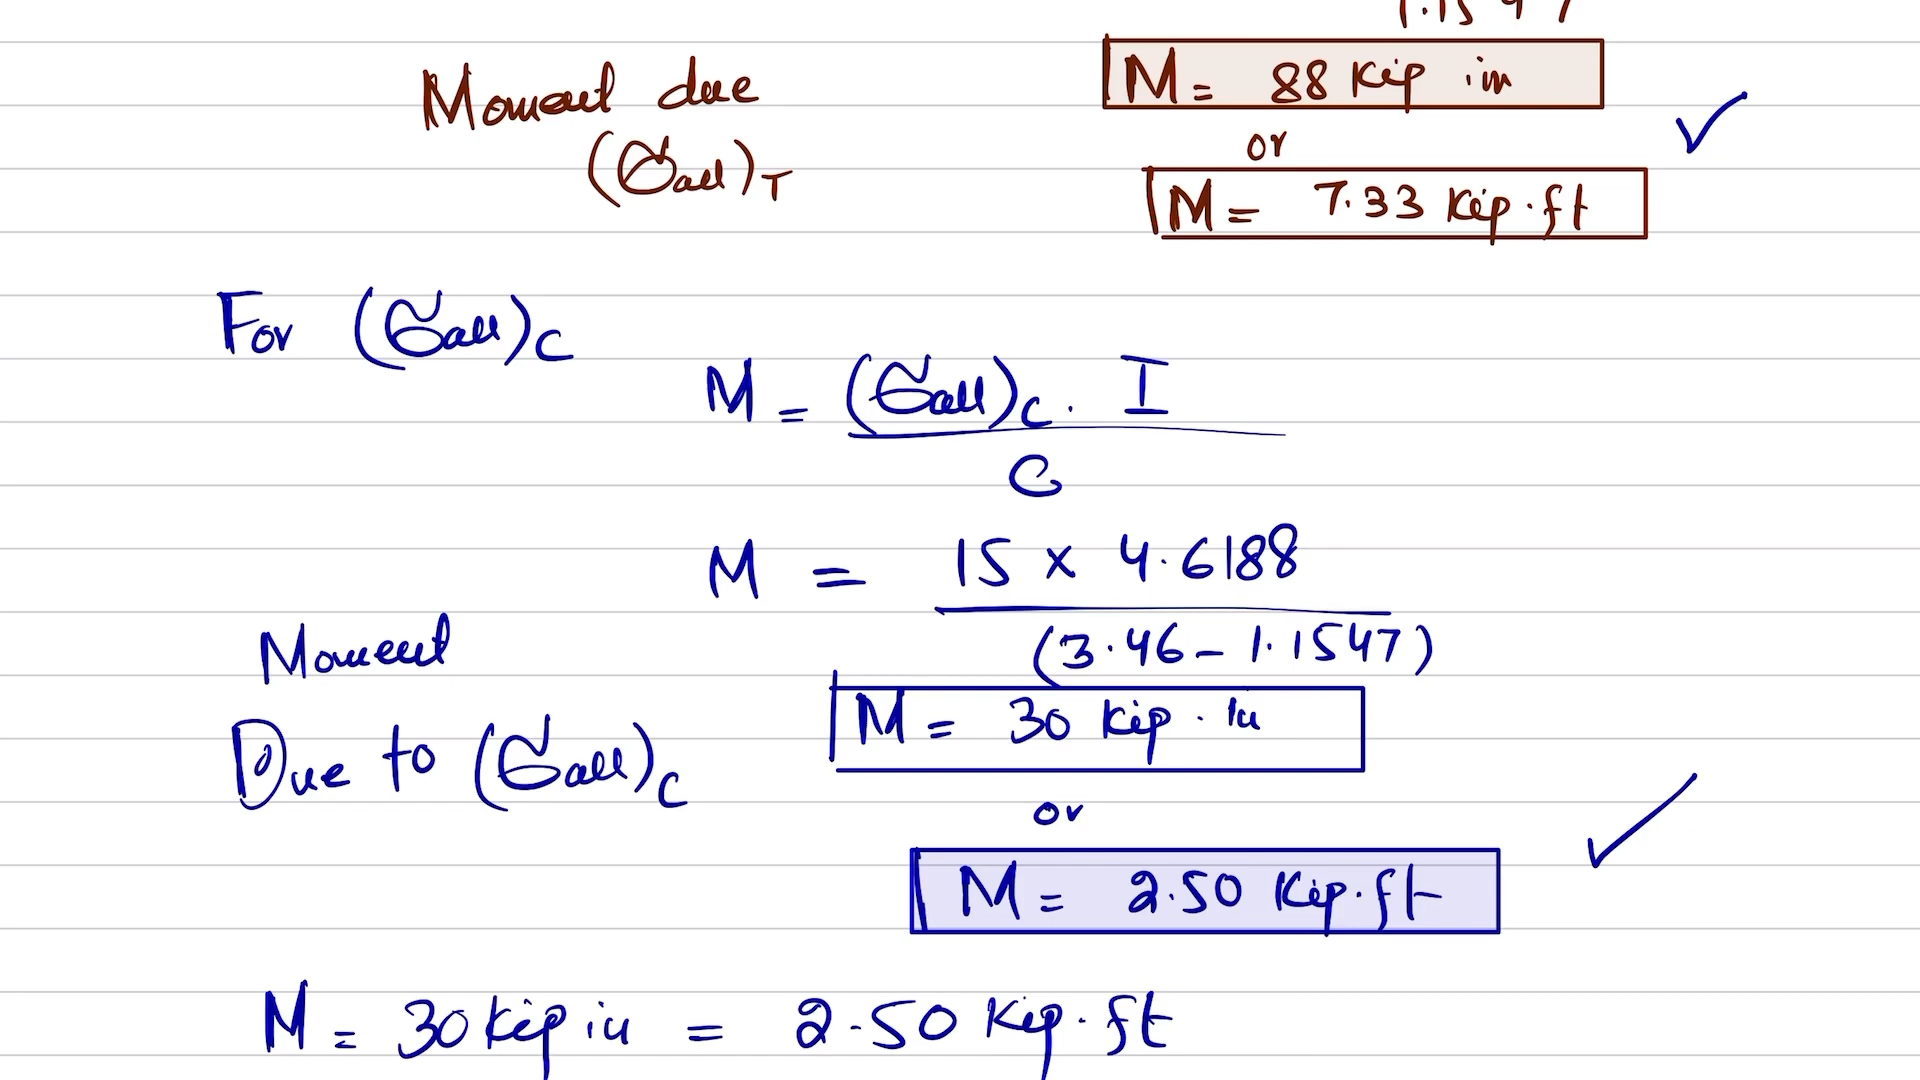 1.1547
M = 88 Kip in
Moment due
or
(σall)T
M = 7.33 Kip.ft
For (σall)C
M = (σall)C . I
C
M = 15 x 4.6188
(3.46 - 1.1547)
Moment
M = 30 Kip . in
Due to (σall)C
or
M = 2.50 Kip.ft
M = 30 Kip in = 2.50 Kip.ft